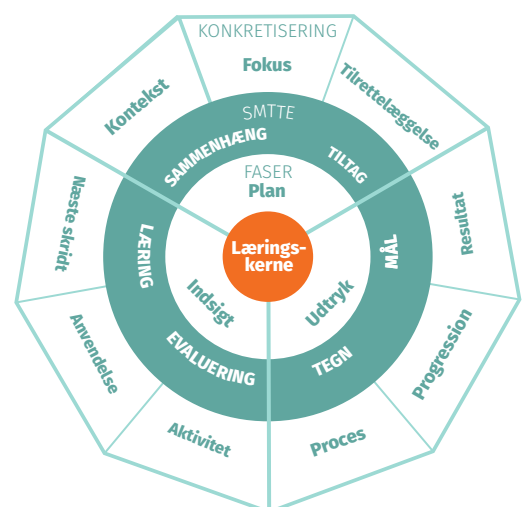 KONKRETISERING
Fokus
Kontekst
Tilrettelæggelse
SMTTE
SAMMENHÆNG
TILTAG
FASER
Plan
Lærings-
kerne
Næste skridt
LÆRING
MÅL
Resultat
Indsigt
Udtryk
Anvendelse
EVALUERING
TEGN
Progression
Aktivitet
Proces